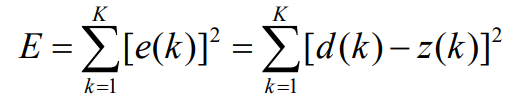 E = \sum_{k=1}^{K} [e(k)]^2 = \sum_{k=1}^{K} [d(k) − z(k)]^2